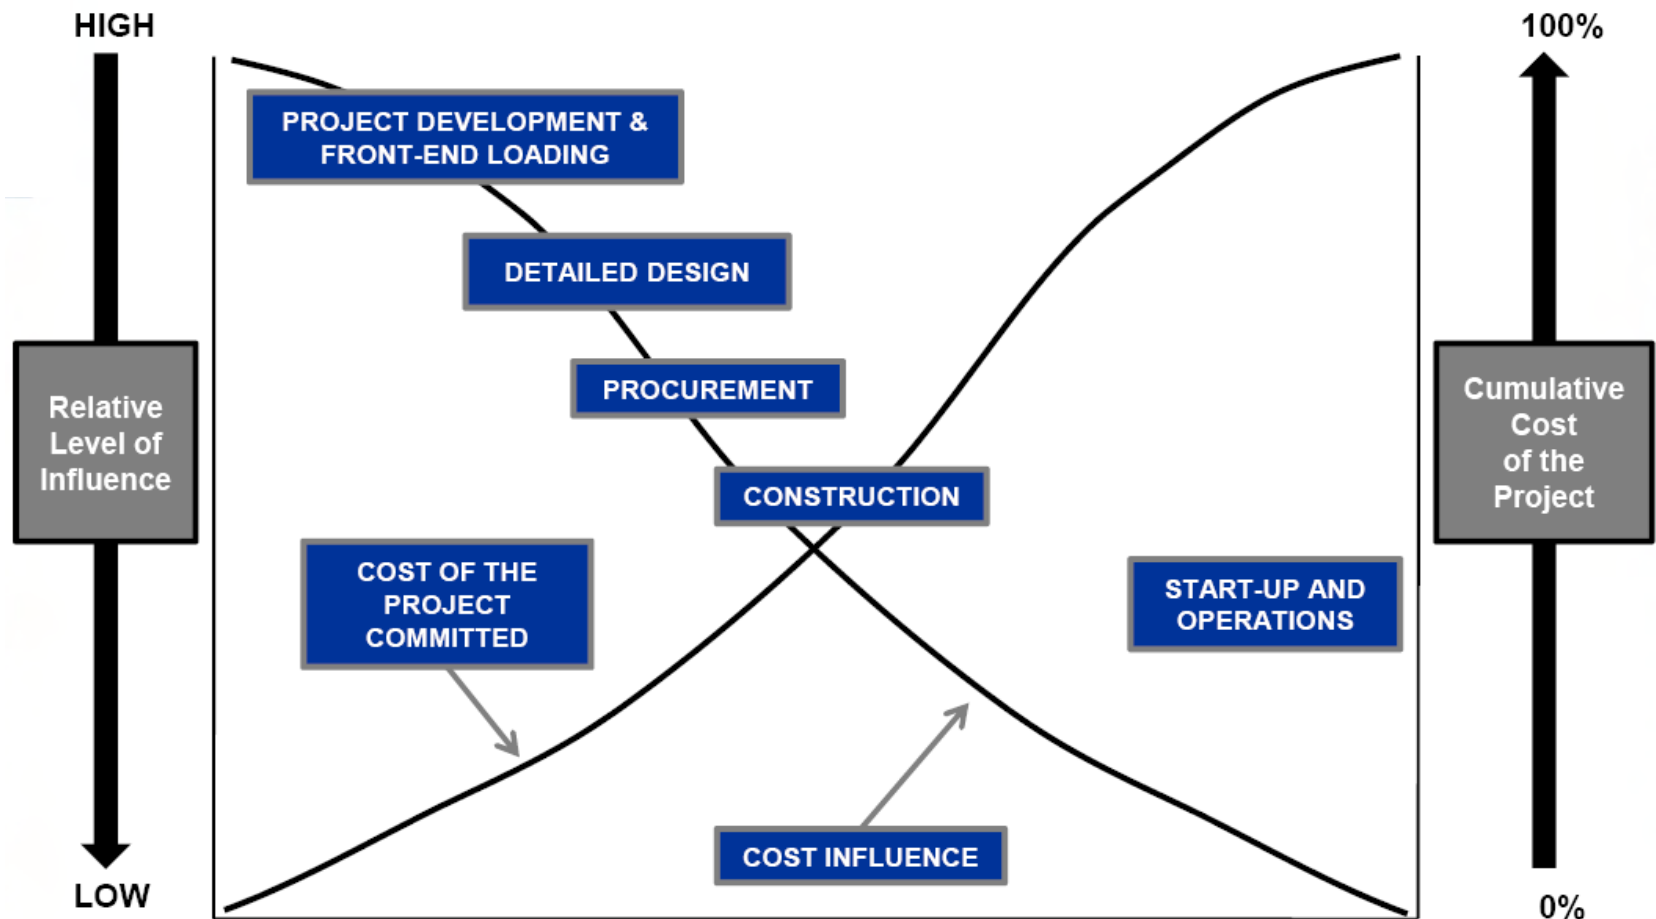 HIGH
100%
PROJECT DEVELOPMENT &
FRONT-END LOADING
DETAILED DESIGN
PROCUREMENT
Relative
Level of
Influence
Cumulative
Cost
of the
Project
CONSTRUCTION
COST OF THE
PROJECT
COMMITTED
START-UP AND
OPERATIONS
COST INFLUENCE
LOW
0%